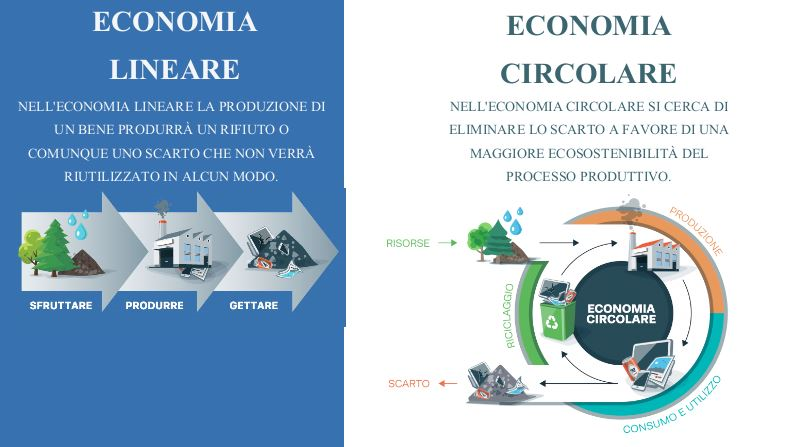 ECONOMIA
LINEARE
NELL'ECONOMIA LINEARE LA PRODUZIONE DI
UN BENE PRODURRÀ UN RIFIUTO O
COMUNQUE UNO SCARTO CHE NON VERRÀ
RIUTILIZZATO IN ALCUN MODO.
SFRUTTARE
PRODURRE
GETTARE
ECONOMIA
CIRCOLARE
NELL'ECONOMIA CIRCOLARE SI CERCA DI
ELIMINARE LO SCARTO A FAVORE DI UNA
MAGGIORE ECOSOSTENIBILITÀ DEL
PROCESSO PRODUTTIVO.
RISORSE
PRODUZIONE
RICICLAGGIO
ECONOMIA
CIRCOLARE
SCARTO
CONSUMO E UTILIZZO